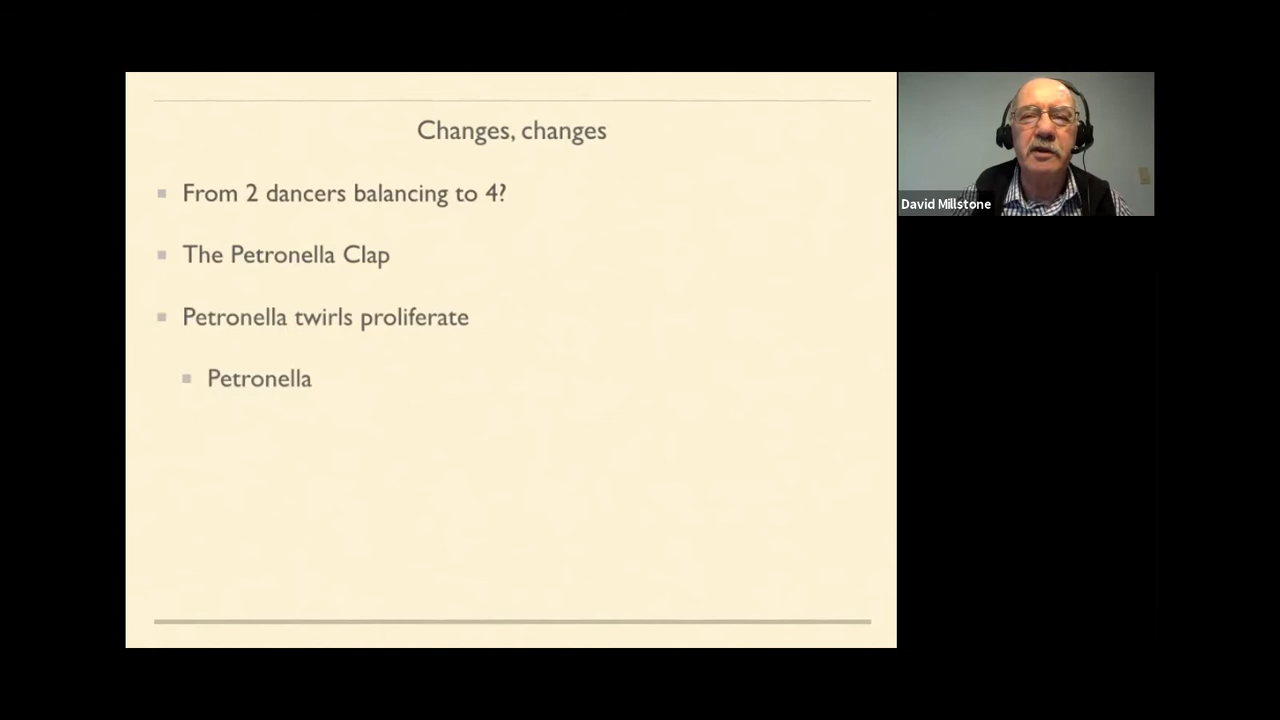 Changes, changes
From 2 dancers balancing to 4?
The Petronella Clap
Petronella twirls proliferate
Petronella
David Millstone